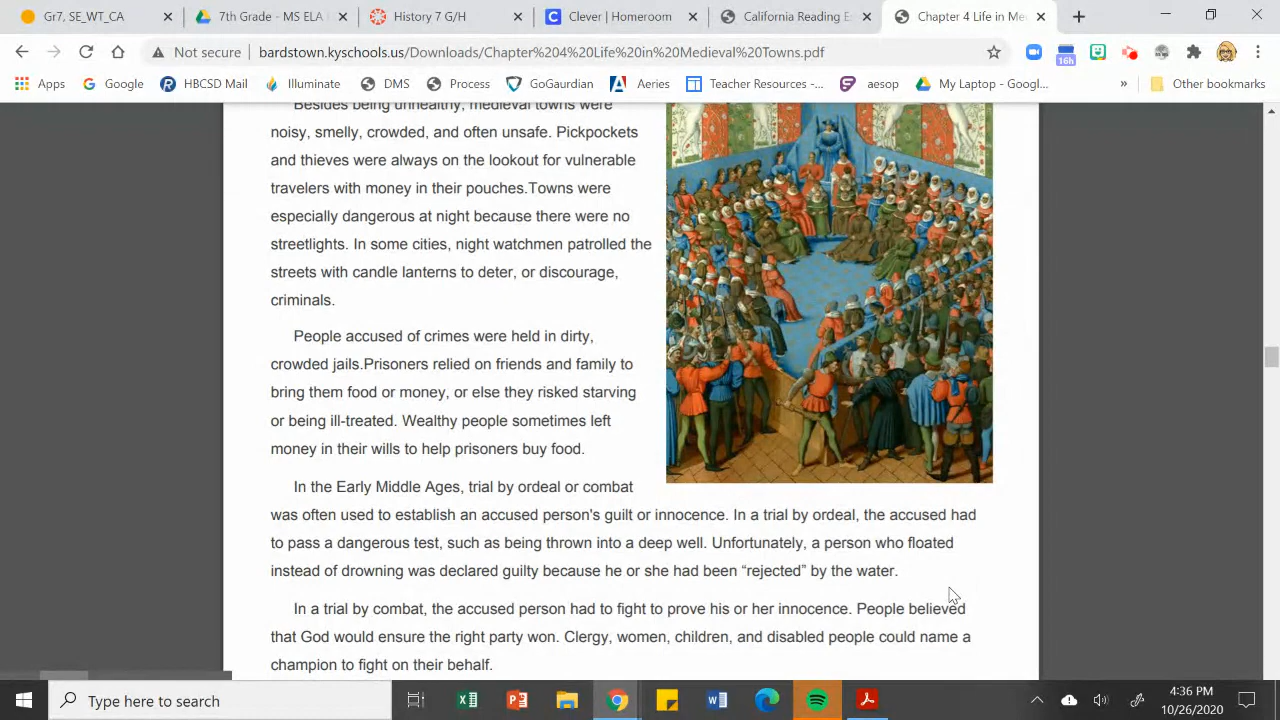 Gr7, SE_WT_CA
7th Grade - MS ELA
History 7 G/H
Clever | Homeroom
California Reading E
Chapter 4 Life in Me
Not secure
bardstown.kyschools.us/Downloads/Chapter%204%20Life%20in%20Medieval%20Towns.pdf
16h
Apps
Google
HBCSD Mail
Illuminate
DMS
Process
GoGaurdian
Aeries
Teacher Resources -...
aesop
My Laptop - Googl...
»
Other bookmarks
Besides being unhealthy, medieval towns were
noisy, smelly, crowded, and often unsafe. Pickpockets
and thieves were always on the lookout for vulnerable
travelers with money in their pouches.Towns were
especially dangerous at night because there were no
streetlights. In some cities, night watchmen patrolled the
streets with candle lanterns to deter, or discourage,
criminals.
People accused of crimes were held in dirty,
crowded jails.Prisoners relied on friends and family to
bring them food or money, or else they risked starving
or being ill-treated. Wealthy people sometimes left
money in their wills to help prisoners buy food.
In the Early Middle Ages, trial by ordeal or combat
was often used to establish an accused person's guilt or innocence. In a trial by ordeal, the accused had
to pass a dangerous test, such as being thrown into a deep well. Unfortunately, a person who floated
instead of drowning was declared guilty because he or she had been “rejected” by the water.
In a trial by combat, the accused person had to fight to prove his or her innocence. People believed
that God would ensure the right party won. Clergy, women, children, and disabled people could name a
champion to fight on their behalf.
Type here to search
4:36 PM
10/26/2020